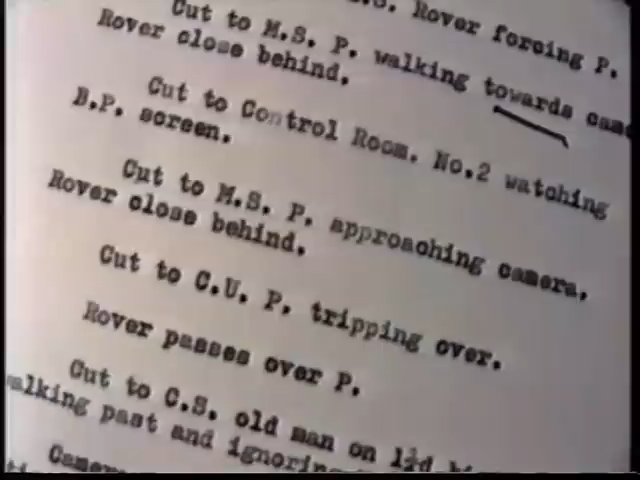 Rover forcing P.
Cut to M.S. P. walking towards
Rover close behind.
Cut to Control Room. No.2 watching
B.P. screen.
Cut to M.S. P. approaching camera.
Rover close behind.
Cut to C.U. P. tripping over.
Rover passes over P.
Cut to C.S. old man on
walking past and ignoring